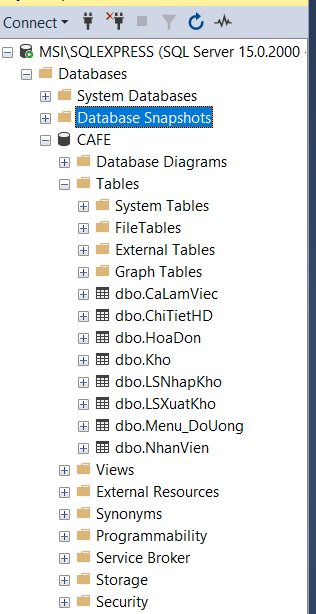 Connect
MSI\SQLEXPRESS (SQL Server 15.0.2000 -
Databases
System Databases
Database Snapshots
CAFE
Database Diagrams
Tables
System Tables
FileTables
External Tables
Graph Tables
dbo.CaLamViec
dbo.ChiTietHD
dbo.HoaDon
dbo.Kho
dbo.LSNhapKho
dbo.LSXuatKho
dbo.Menu_DoUong
dbo.NhanVien
Views
External Resources
Synonyms
Programmability
Service Broker
Storage
Security